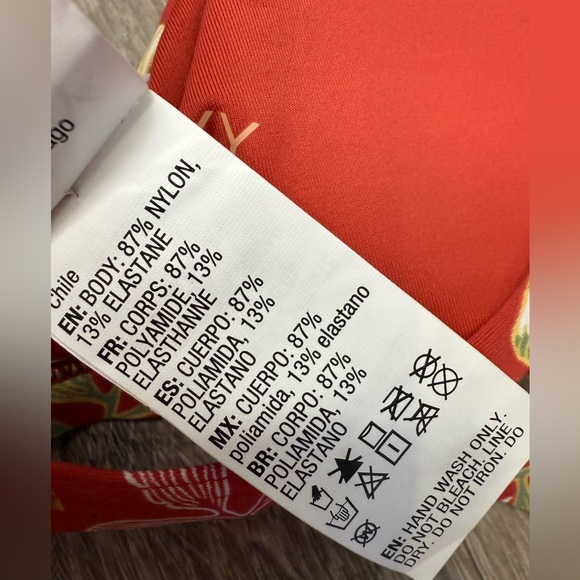 ago
Y
Chile
EN: BODY: 87% NYLON,
13% ELASTANE
FR: CORPS: 87%
POLYAMIDE, 13%
ELASTHANNE
ES: CUERPO: 87%
POLIAMIDA, 13%
ELASTANO
MX: CUERPO: 87%
poliamida, 13% elastano
BR: CORPO: 87%
POLIAMIDA, 13%
ELASTANO
EN: HAND WASH ONLY.
DO NOT BLEACH. LINE
DRY. DO NOT IRON. DO